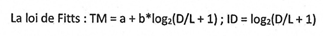 La loi de Fitts : TM = a + b*log₂(D/L + 1) ; ID = log₂(D/L + 1)